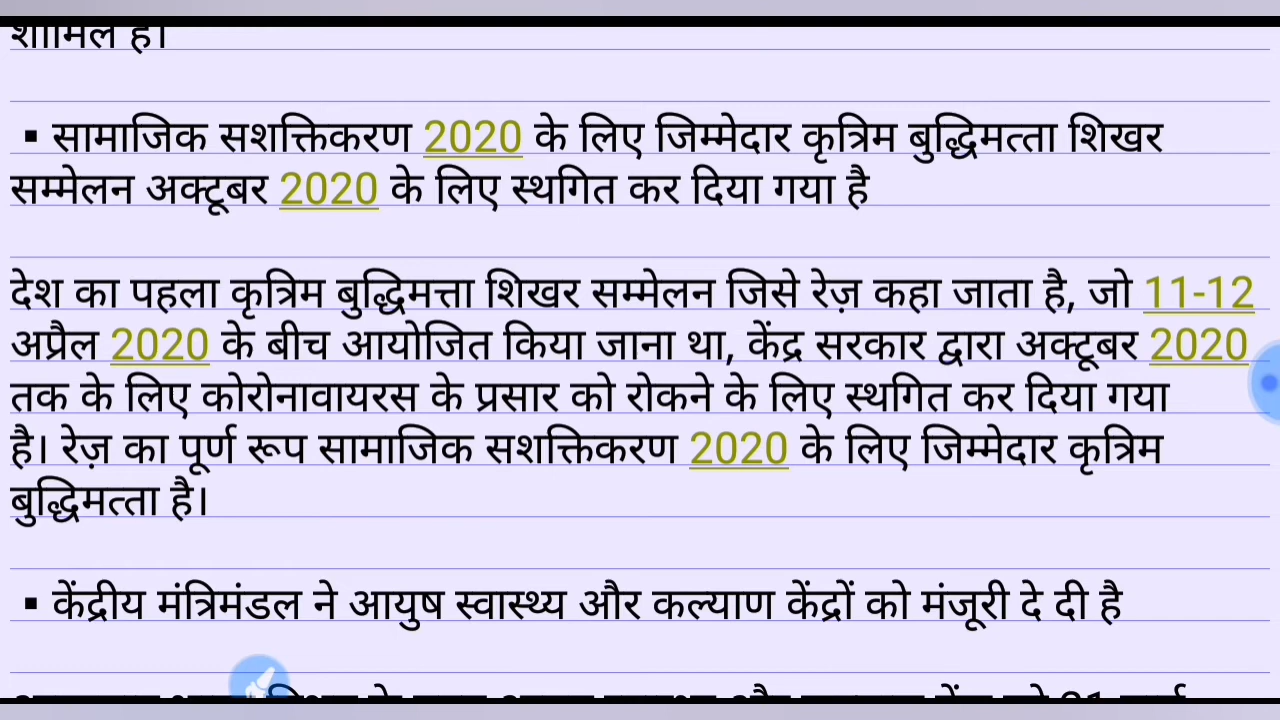 शामिल है।
▪ सामाजिक सशक्तिकरण 2020 के लिए जिम्मेदार कृत्रिम बुद्धिमत्ता शिखर
सम्मेलन अक्टूबर 2020 के लिए स्थगित कर दिया गया है
देश का पहला कृत्रिम बुद्धिमत्ता शिखर सम्मेलन जिसे रेज़ कहा जाता है, जो 11-12
अप्रैल 2020 के बीच आयोजित किया जाना था, केंद्र सरकार द्वारा अक्टूबर 2020
तक के लिए कोरोनावायरस के प्रसार को रोकने के लिए स्थगित कर दिया गया
है। रेज़ का पूर्ण रूप सामाजिक सशक्तिकरण 2020 के लिए जिम्मेदार कृत्रिम
बुद्धिमत्ता है।
▪ केंद्रीय मंत्रिमंडल ने आयुष स्वास्थ्य और कल्याण केंद्रों को मंजूरी दे दी है